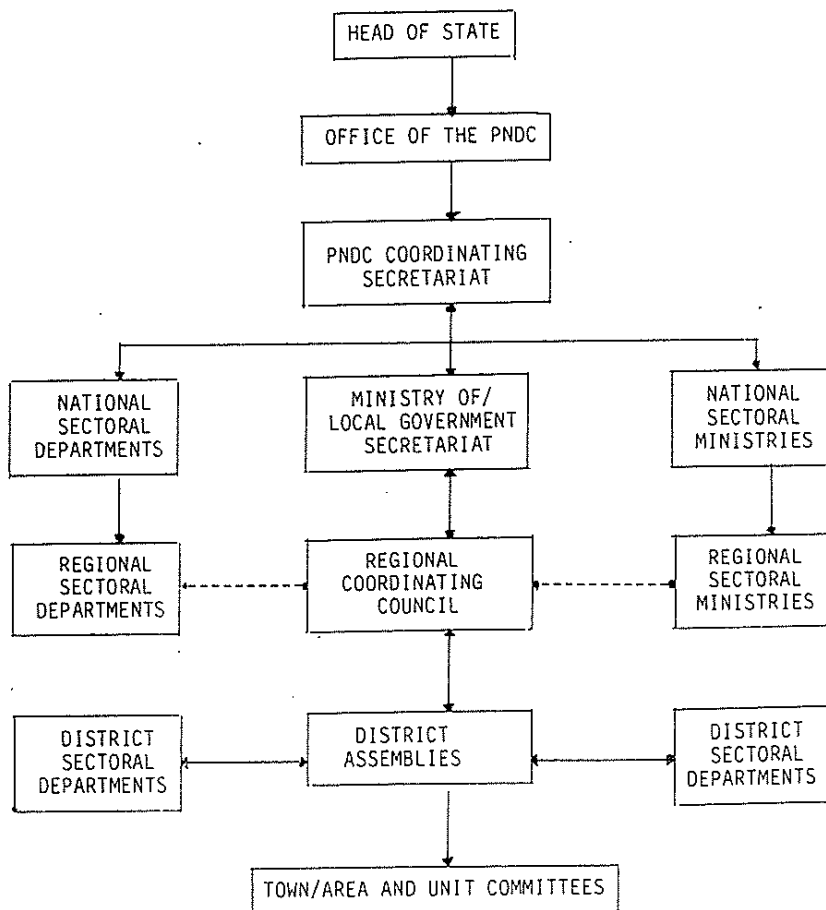 HEAD OF STATE
OFFICE OF THE PNDC
PNDC COORDINATING
SECRETARIAT
NATIONAL
SECTORAL
DEPARTMENTS
MINISTRY OF/
LOCAL GOVERNMENT
SECRETARIAT
NATIONAL
SECTORAL
MINISTRIES
REGIONAL
SECTORAL
DEPARTMENTS
REGIONAL
COORDINATING
COUNCIL
REGIONAL
SECTORAL
MINISTRIES
DISTRICT
SECTORAL
DEPARTMENTS
DISTRICT
ASSEMBLIES
DISTRICT
SECTORAL
DEPARTMENTS
TOWN/AREA AND UNIT COMMITTEES